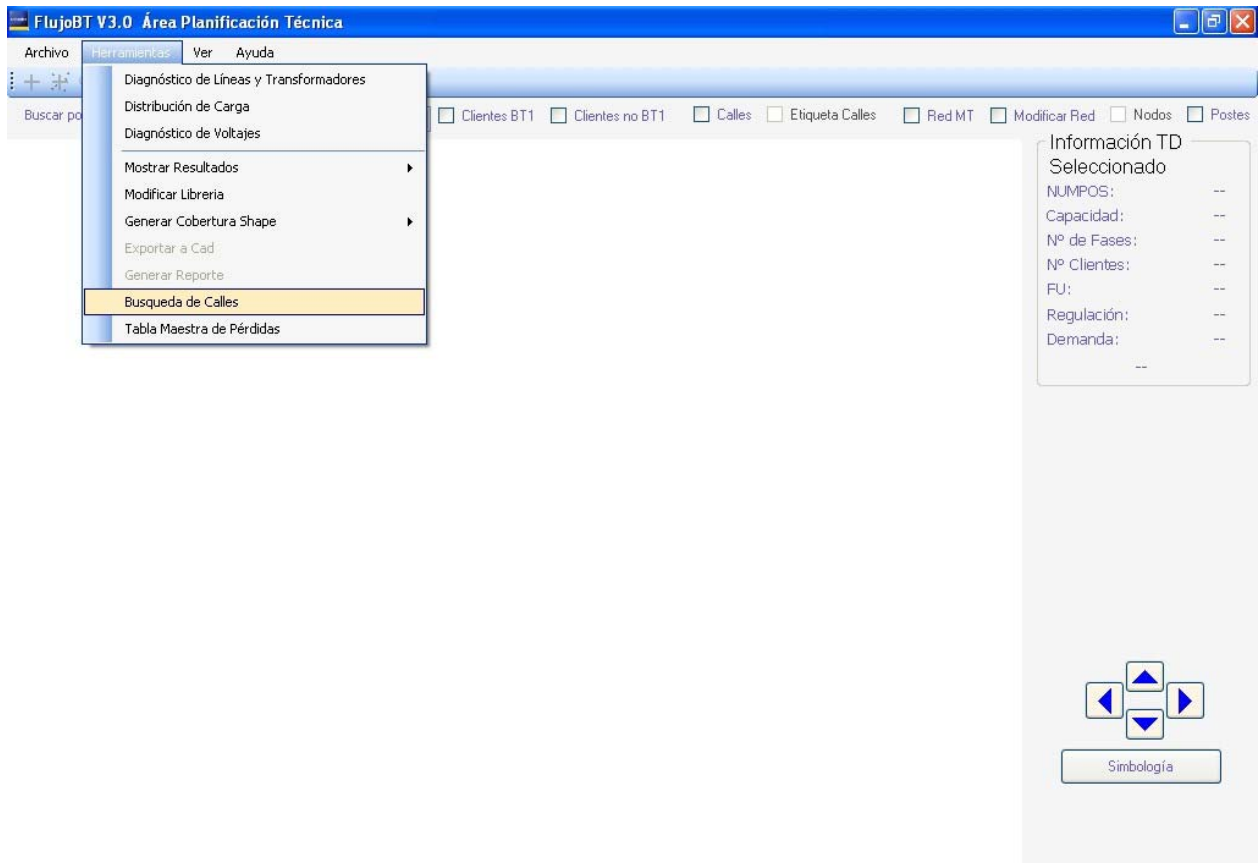 FlujoBT V3.0 Área Planificación Técnica
Archivo Herramientas Ver Ayuda
Diagnóstico de Líneas y Transformadores
Distribución de Carga
Diagnóstico de Voltajes
Mostrar Resultados
Modificar Libreria
Generar Cobertura Shape
Exportar a Cad
Generar Reporte
Busqueda de Calles
Tabla Maestra de Pérdidas
Buscar po Clientes BT1 Clientes no BT1 Calles Etiqueta Calles Red MT Modificar Red Nodos Postes
Información TD
Seleccionado
NUMPOS: --
Capacidad: --
Nº de Fases: --
Nº Clientes: --
FU: --
Regulación: --
Demanda: --
--
Simbología